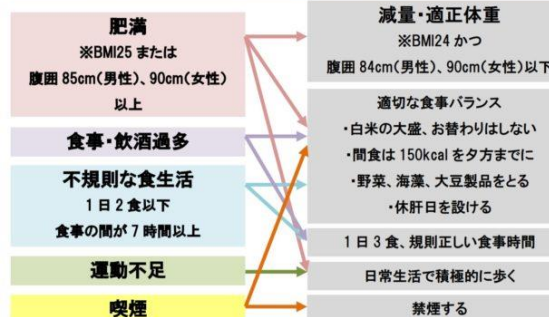 肥満
※BMI25 または
腹囲 85cm(男性)、90cm(女性)
以上
食事・飲酒過多
不規則な食生活
1日2食以下
食事の間が7時間以上
運動不足
喫煙
減量・適正体重
※BMI24 かつ
腹囲 84cm(男性)、90cm(女性)以下
適切な食事バランス
・白米の大盛、お替わりはしない
・間食は150kcalを夕方までに
・野菜、海藻、大豆製品をとる
・休肝日を設ける
1日3食、規則正しい食事時間
日常生活で積極的に歩く
禁煙する